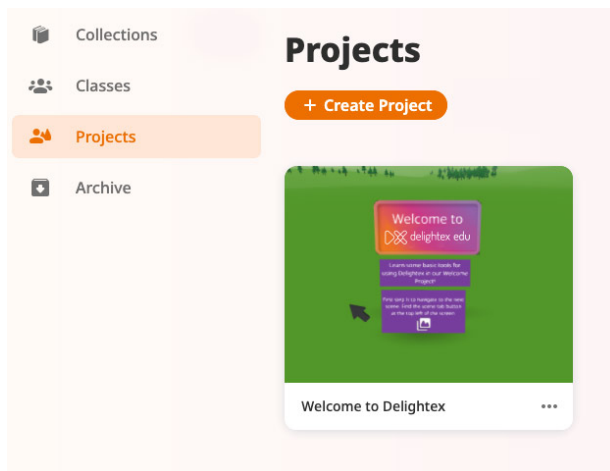 Collections
Classes
Projects
Archive
Projects
+ Create Project
Welcome to
delightex edu
Learn some basic tools for
using Delightex in our Welcome
Project!
First step is to navigate to the next
scene. Find the scene tab button
at the top left of the screen
Welcome to Delightex